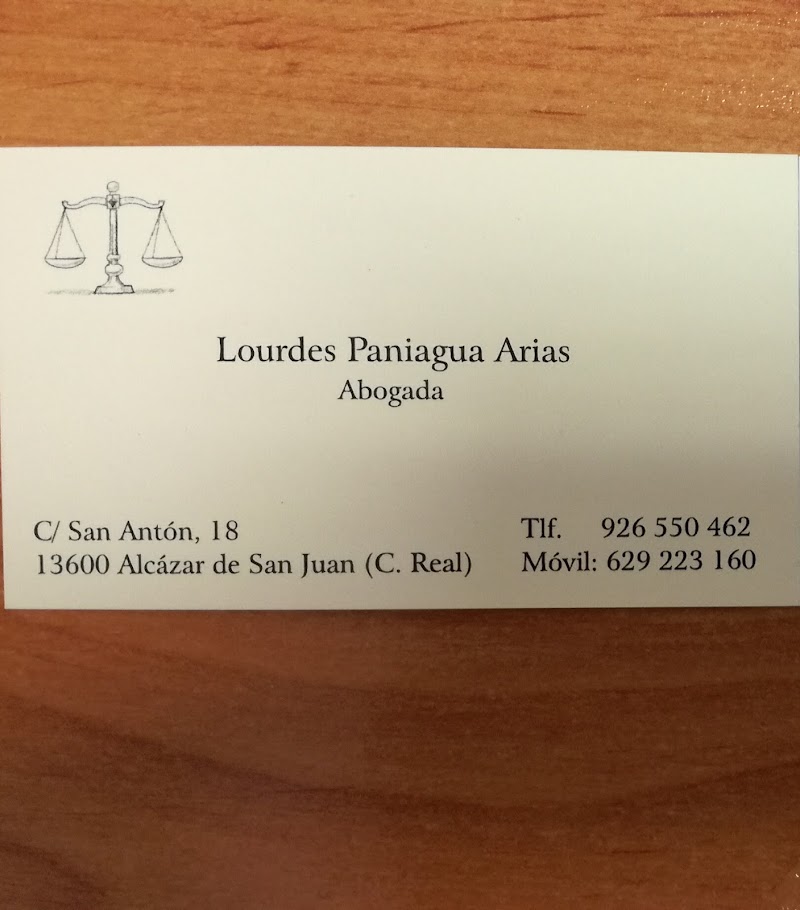 Lourdes Paniagua Arias
Abogada
C/ San Antón, 18
13600 Alcázar de San Juan (C. Real)
Tlf. 926 550 462
Móvil: 629 223 160